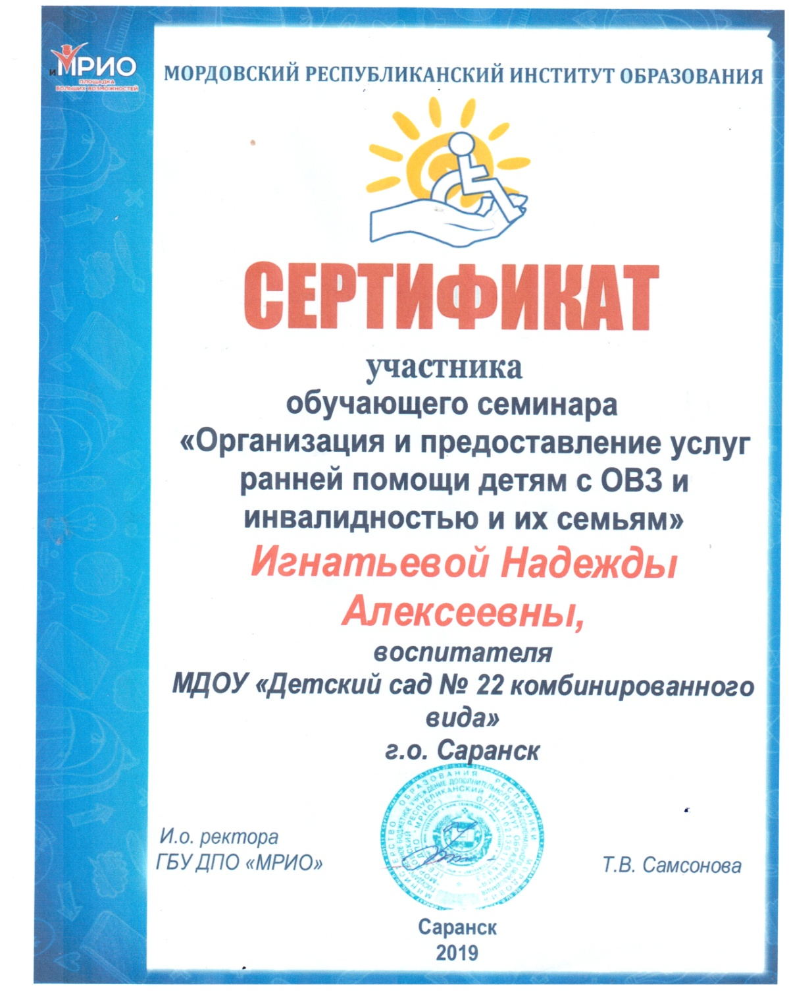 иМРИО
ПЛОЩАДКА
БОЛЬШИХ ВОЗМОЖНОСТЕЙ
МОРДОВСКИЙ РЕСПУБЛИКАНСКИЙ ИНСТИТУТ ОБРАЗОВАНИЯ
СЕРТИФИКАТ
участника
обучающего семинара
«Организация и предоставление услуг
ранней помощи детям с ОВЗ и
инвалидностью и их семьям»
Игнатьевой Надежды
Алексеевны,
воспитателя
МДОУ «Детский сад № 22 комбинированного
вида»
г.о. Саранск
И.о. ректора
ГБУ ДПО «МРИО»
Т.В. Самсонова
Саранск
2019